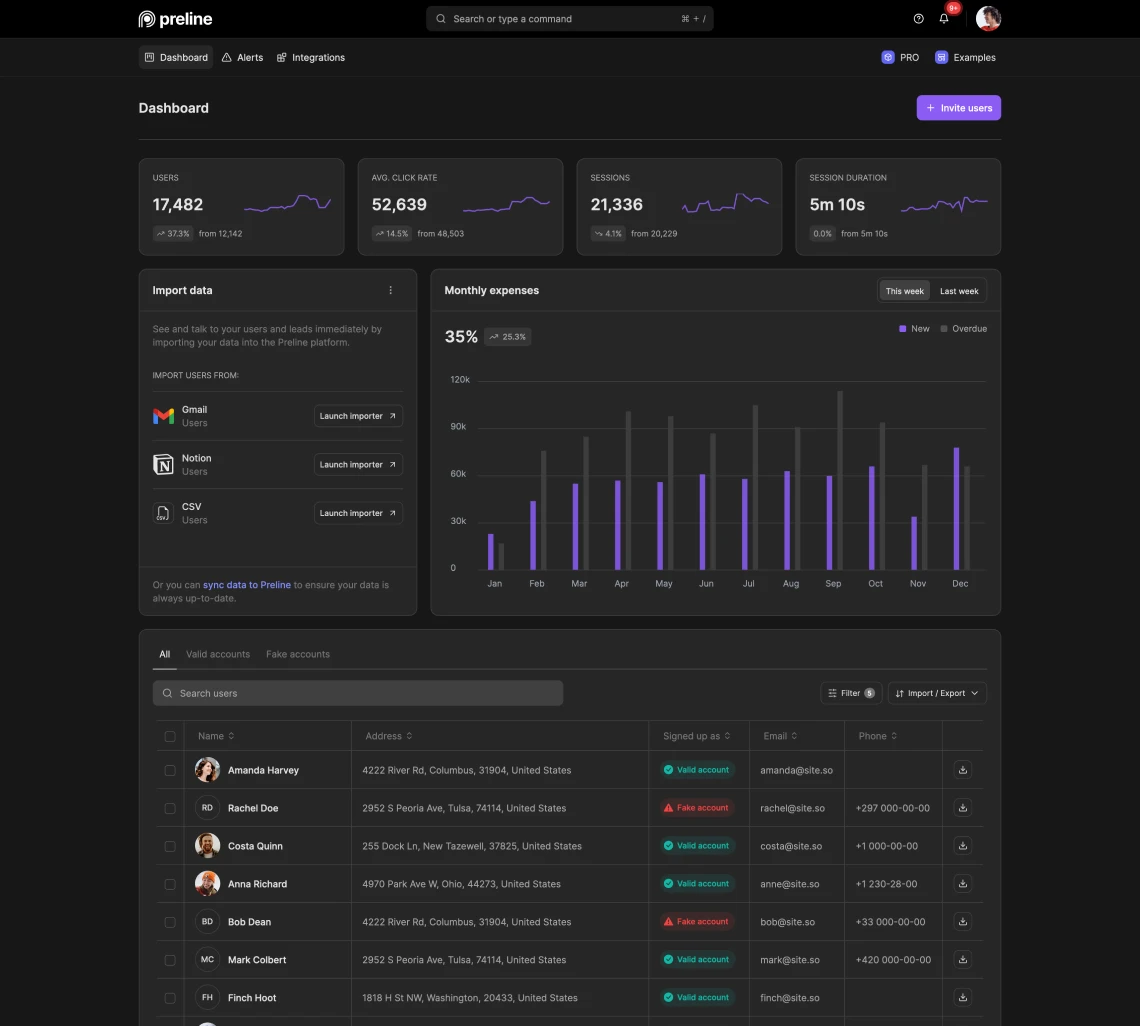 preline
Search or type a command
⌘ + /
9+
Dashboard
Alerts
Integrations
PRO
Examples
Dashboard
Invite users
USERS
17,482
37.3% from 12,142
AVG. CLICK RATE
52,639
14.5% from 48,503
SESSIONS
21,336
4.1% from 20,229
SESSION DURATION
5m 10s
0.0% from 5m 10s
Import data
See and talk to your users and leads immediately by
importing your data into the Preline platform.
IMPORT USERS FROM:
Gmail
Users
Launch importer
Notion
Users
Launch importer
CSV
CSV
Users
Launch importer
Or you can sync data to Preline to ensure your data is
always up-to-date.
Monthly expenses
This week
Last week
35%
25.3%
New
Overdue
120k
90k
60k
30k
0
Jan Feb Mar Apr May Jun Jul Aug Sep Oct Nov Dec
All
Valid accounts
Fake accounts
Search users
Filter 5
Import / Export
Name Address Signed up as Email Phone
Amanda Harvey 4222 River Rd, Columbus, 31904, United States Valid account amanda@site.so
RD Rachel Doe 2952 S Peoria Ave, Tulsa, 74114, United States Fake account rachel@site.so +297 000-00-00
Costa Quinn 255 Dock Ln, New Tazewell, 37825, United States Valid account costa@site.so +1 000-00-00
Anna Richard 4970 Park Ave W, Ohio, 44273, United States Valid account anne@site.so +1 230-28-00
BD Bob Dean 4222 River Rd, Columbus, 31904, United States Fake account bob@site.so +33 000-00-00
MC Mark Colbert 2952 S Peoria Ave, Tulsa, 74114, United States Valid account mark@site.so +420 000-00-00
FH Finch Hoot 1818 H St NW, Washington, 20433, United States Valid account finch@site.so